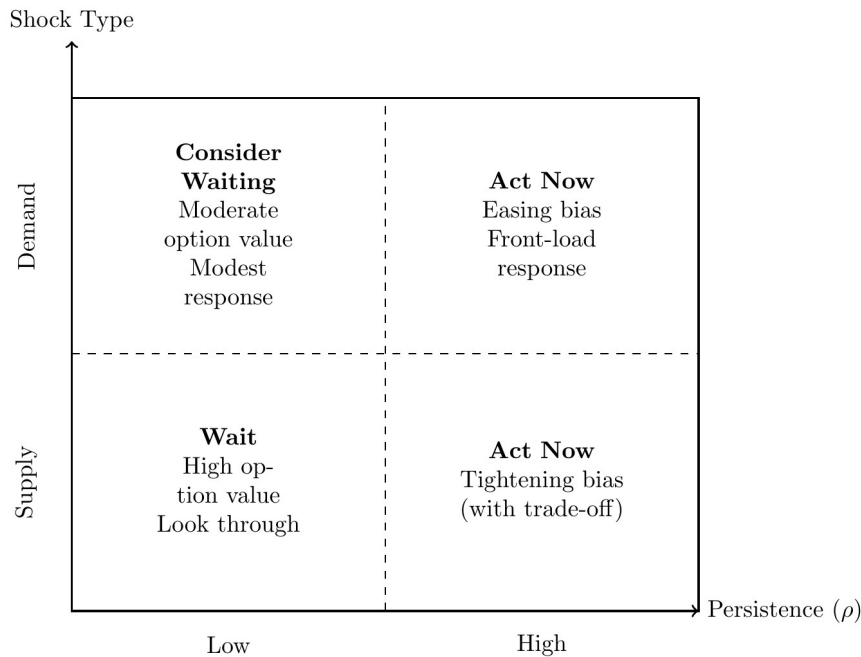 Shock Type
Demand
Consider
Waiting
Moderate
option value
Modest
response
Act Now
Easing bias
Front-load
response
Supply
Wait
High op-
tion value
Look through
Act Now
Tightening bias
(with trade-off)
Persistence (ρ)
Low
High